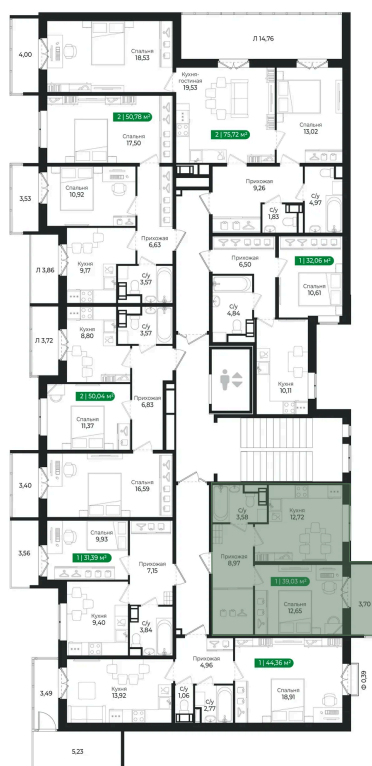 Л 14,76
4,00
Спальня
18,53
Кухня-
гостиная
19,53
2 | 50,78 м²
2 | 75,72 м²
Спальня
13,02
Спальня
17,50
3,53
Спальня
10,92
Прихожая
9,26
С/у
4,97
С/у
1,83
Прихожая
6,63
Прихожая
6,50
1 | 32,06 м²
Спальня
10,61
Л 3,86
Кухня
9,17
С/у
3,57
С/у
4,84
Л 3,72
Кухня
8,80
С/у
3,57
Кухня
10,11
2 | 50,04 м²
Прихожая
6,83
Спальня
11,37
3,40
Спальня
16,59
С/у
3,58
Кухня
12,72
3,56
Спальня
9,93
1 | 31,39 м²
Прихожая
7,15
Прихожая
8,97
1 | 39,03 м²
Спальня
12,65
3,70
Кухня
9,40
С/у
3,84
Прихожая
4,96
1 | 44,36 м²
Ф 0,39
3,49
Кухня
13,92
С/у
1,06
С/у
2,77
Спальня
18,91
5,23